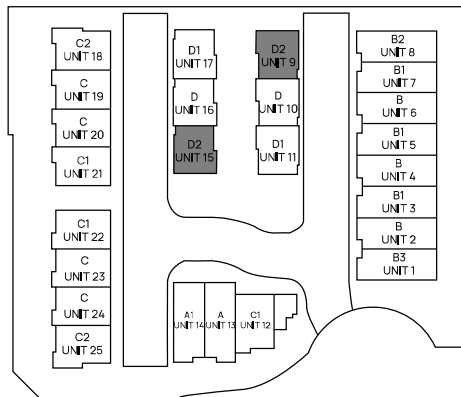 C2
UNIT 18
C
UNIT 19
C
UNIT 20
C1
UNIT 21
C1
UNIT 22
C
UNIT 23
C
UNIT 24
C2
UNIT 25
D1
UNIT 17
D
UNIT 16
D2
UNIT 15
D2
UNIT 9
D
UNIT 10
D1
UNIT 11
A1
UNIT 14
A
UNIT 13
C1
UNIT 12
B2
UNIT 8
B1
UNIT 7
B
UNIT 6
B1
UNIT 5
B
UNIT 4
B1
UNIT 3
B
UNIT 2
B3
UNIT 1